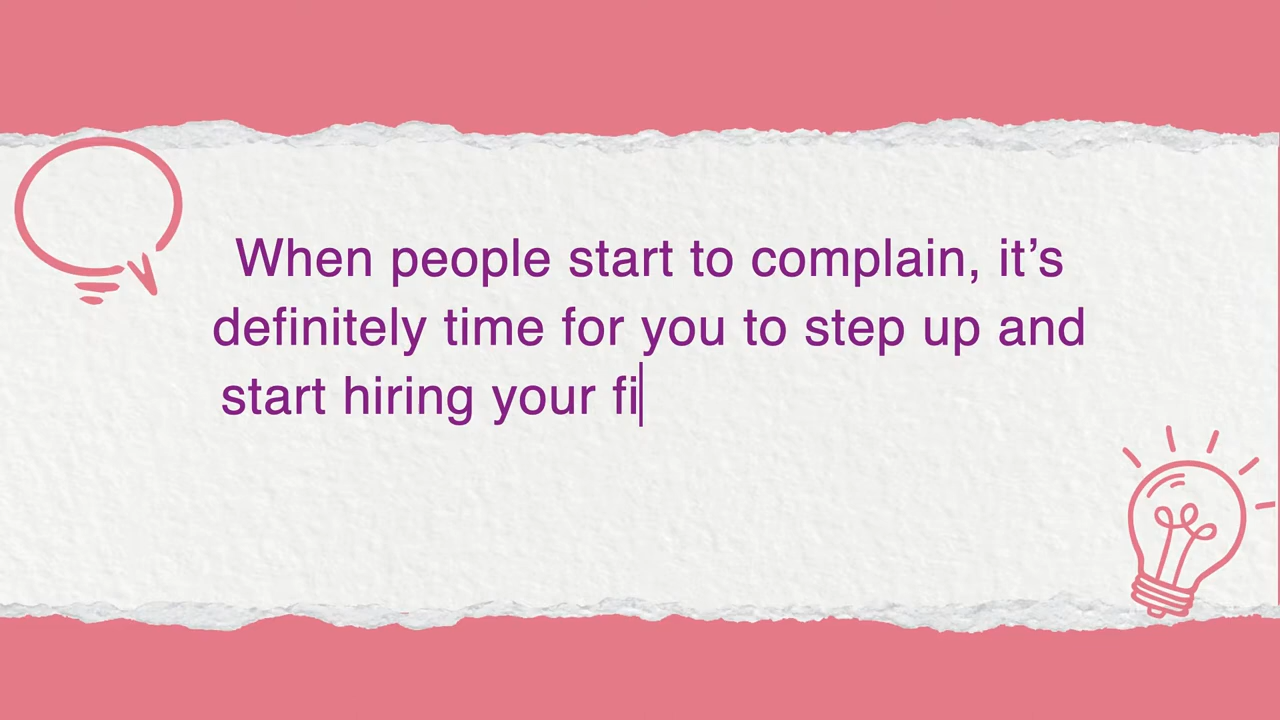 When people start to complain, it’s
definitely time for you to step up and
start hiring your fi